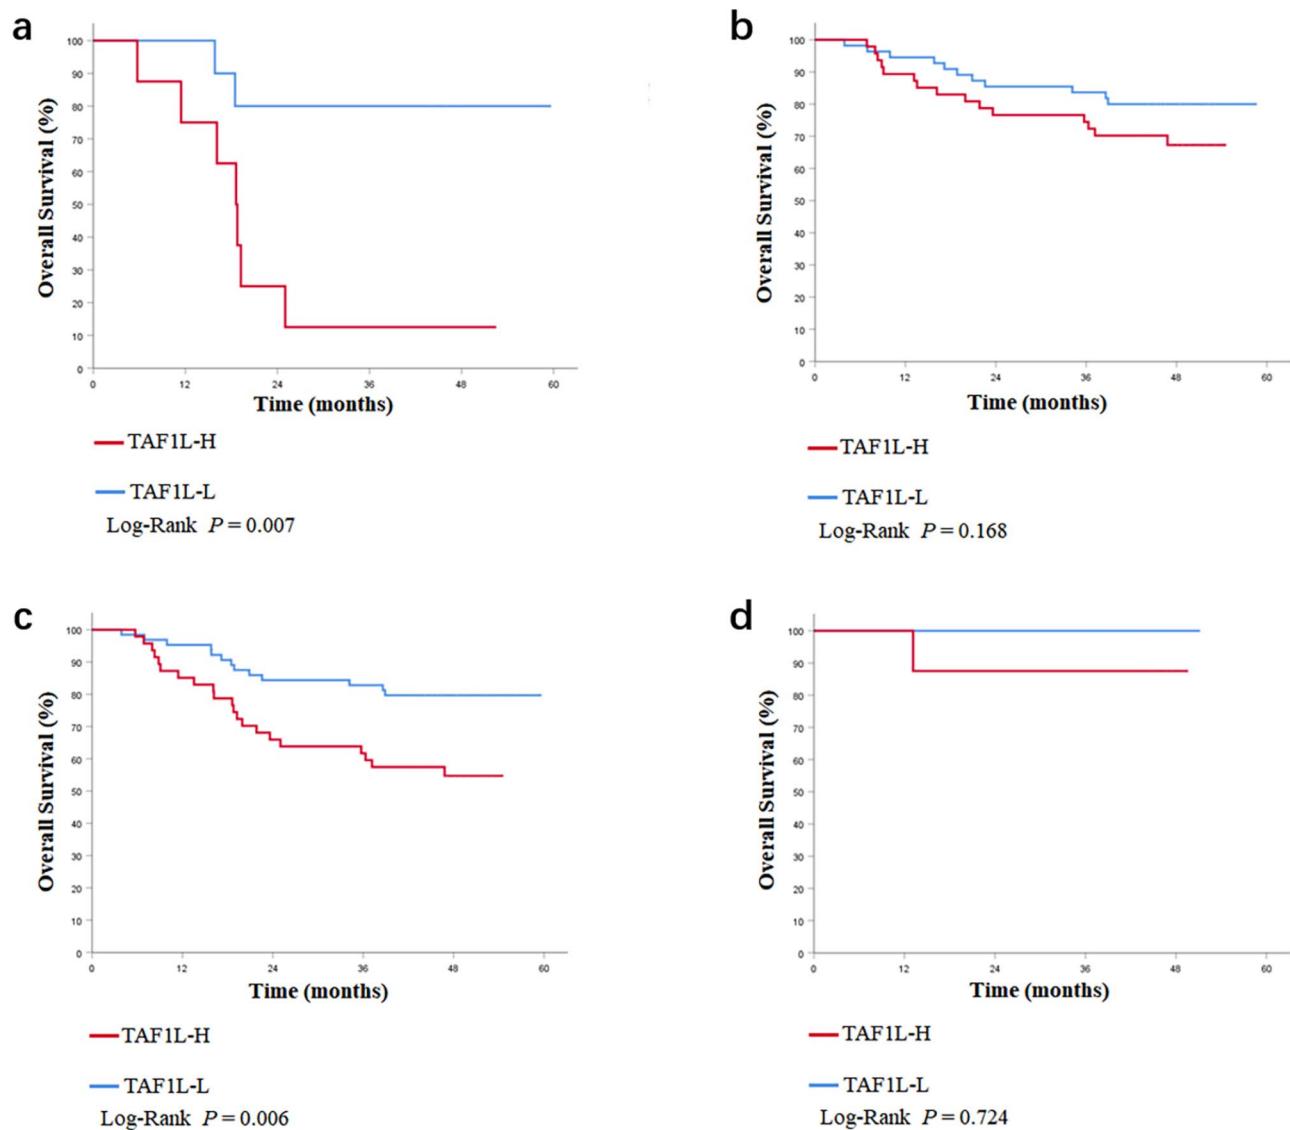 a
100
90
80
70
60
50
40
30
20
10
0
Overall Survival (%)
0 12 24 36 48 60
Time (months)
TAF1L-H
TAF1L-L
Log-Rank P = 0.007
b
100
90
80
70
60
50
40
30
20
10
0
Overall Survival (%)
0 12 24 36 48 60
Time (months)
TAF1L-H
TAF1L-L
Log-Rank P = 0.168
c
100
90
80
70
60
50
40
30
20
10
0
Overall Survival (%)
0 12 24 36 48 60
Time (months)
TAF1L-H
TAF1L-L
Log-Rank P = 0.006
d
100
90
80
70
60
50
40
30
20
10
0
Overall Survival (%)
0 12 24 36 48 60
Time (months)
TAF1L-H
TAF1L-L
Log-Rank P = 0.724